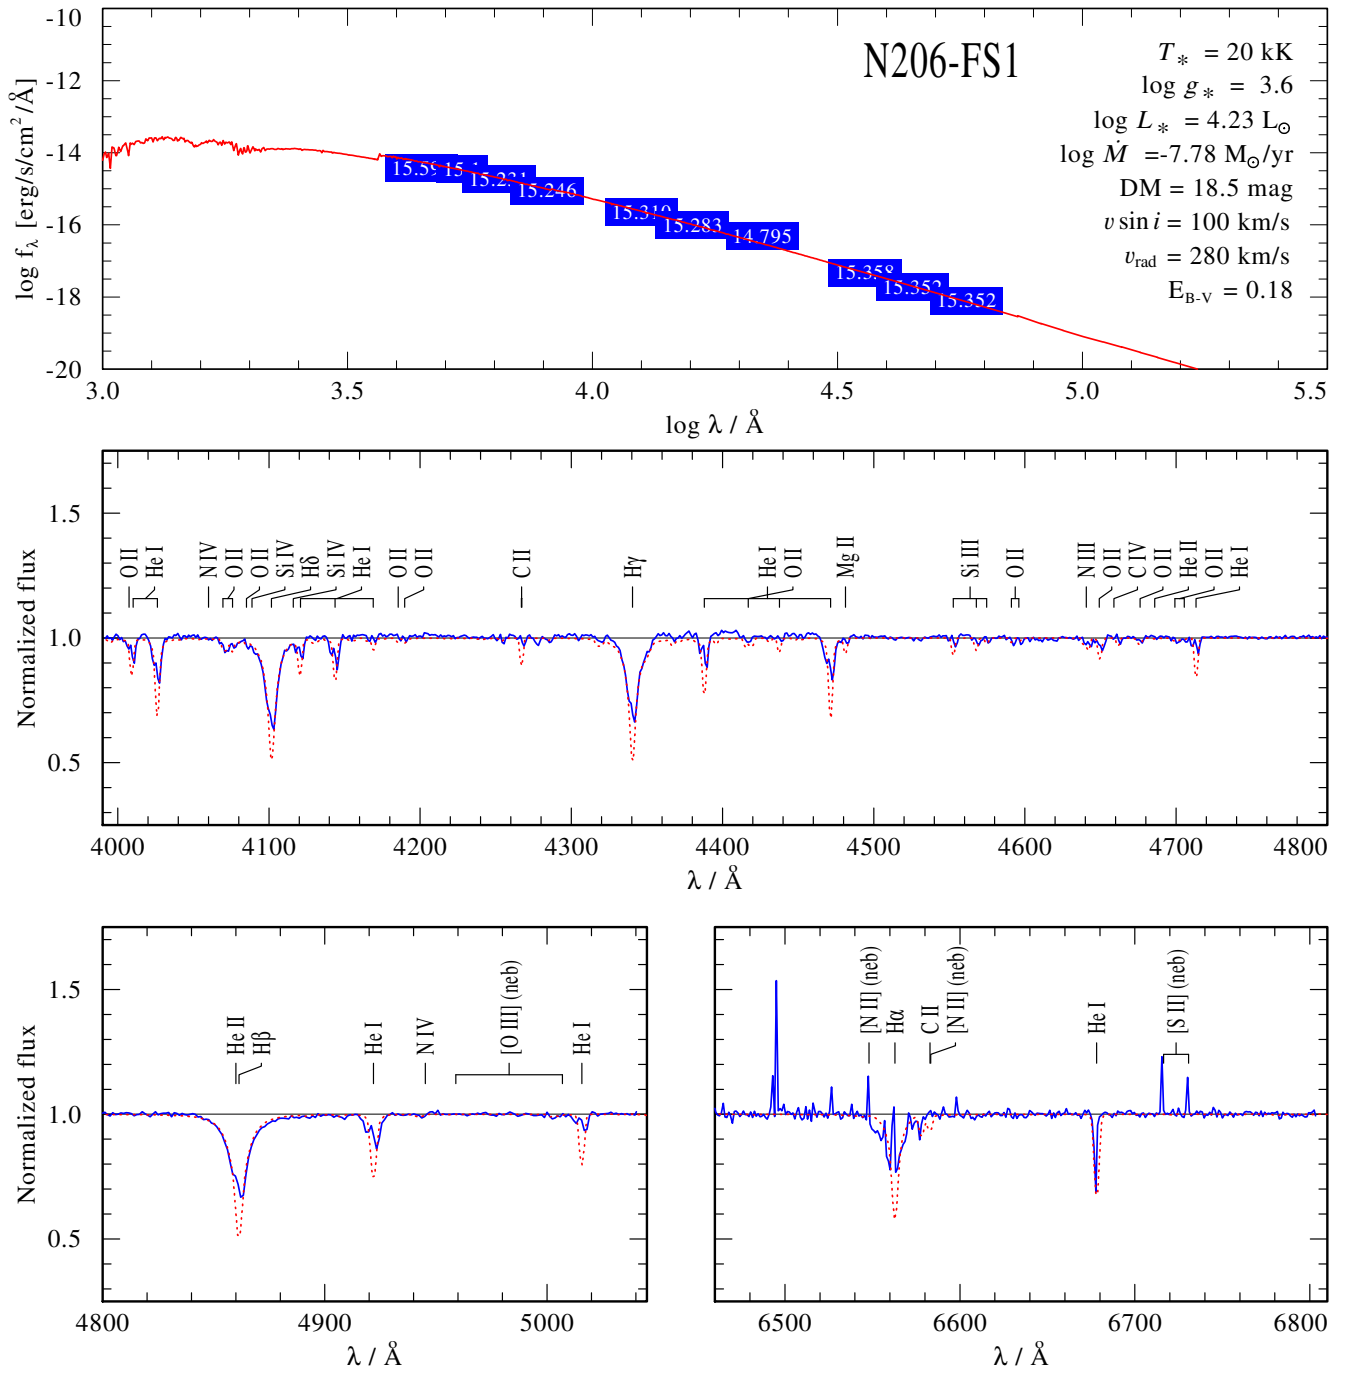 N206-FS1
T* = 20 kK
log g* = 3.6
log L* = 4.23 L⊙
log Ṁ =-7.78 M⊙/yr
DM = 18.5 mag
v sin i = 100 km/s
vrad = 280 km/s
EB-V = 0.18
log fλ [erg/s/cm²/Å]
-10
-12
-14
-16
-18
-20
15.231
15.246
15.310
15.283
14.795
15.358
15.352
15.352
3.0 3.5 4.0 4.5 5.0 5.5
log λ / Å
Normalized flux
1.5
1.0
0.5
O II He I N IV O II O II Si IV Hδ Si IV He I O II O II C II Hγ He I O II Mg II Si III O II N III O II C IV O II He II O II He I
4000 4100 4200 4300 4400 4500 4600 4700 4800
λ / Å
Normalized flux
1.5
1.0
0.5
He II Hβ He I N IV [O III] (neb) He I
4800 4900 5000
λ / Å
[N II] (neb) Hα C II [N II] (neb) He I [S II] (neb)
6500 6600 6700 6800
λ / Å